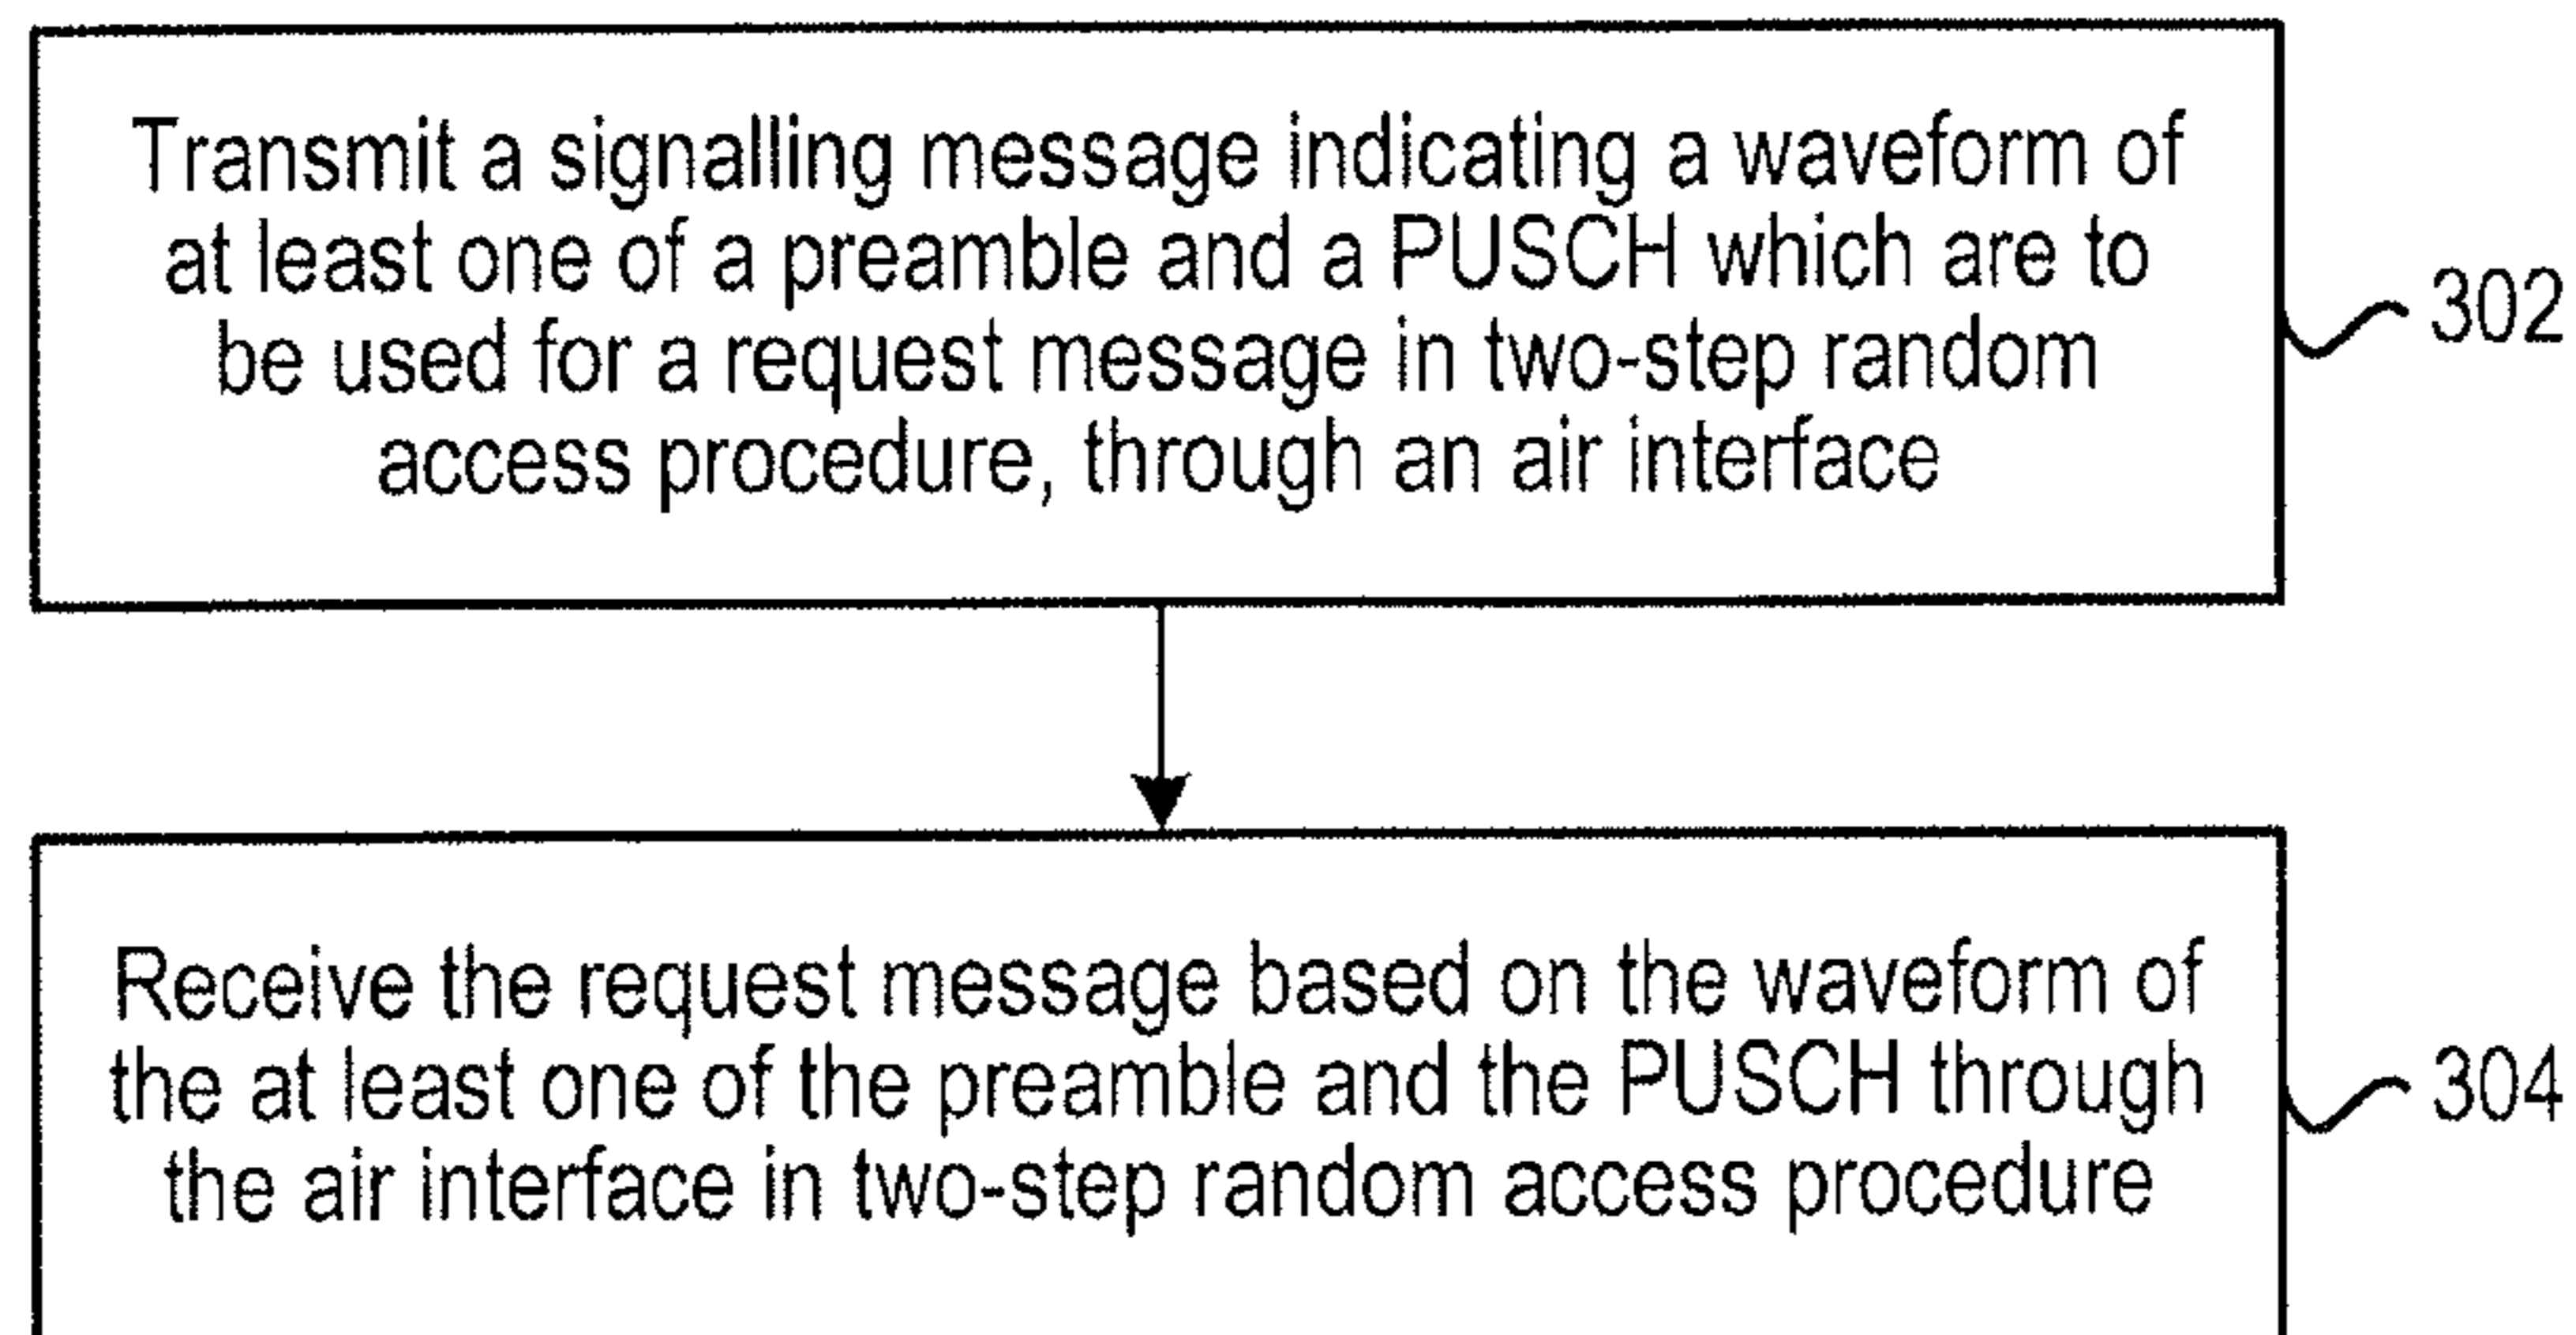 Transmit a signalling message indicating a waveform of
at least one of a preamble and a PUSCH which are to
be used for a request message in two-step random
access procedure, through an air interface
302
Receive the request message based on the waveform of
the at least one of the preamble and the PUSCH through
the air interface in two-step random access procedure
304